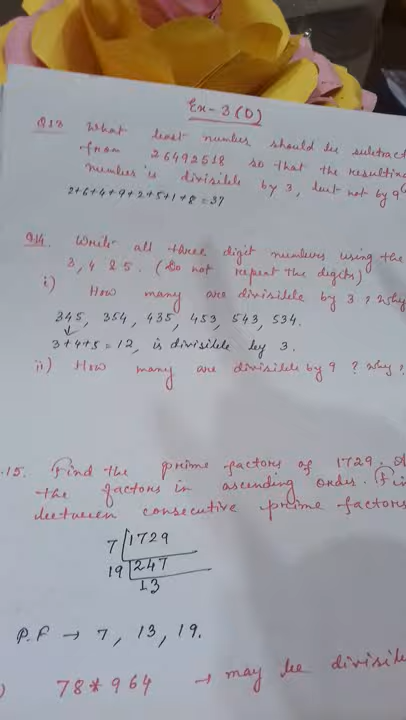 Ex-3(D)
Q13 What least number should be subtract
from 26492518 so that the resulting
number is divisible by 3, but not by 9
2+6+4+9+2+5+1+8=37
Q14. Write all three digit numbers using the
3, 4 & 5. (Do not repeat the digits)
i) How many are divisible by 3? Why
345, 354, 435, 453, 543, 534.
3+4+5=12, is divisible by 3.
ii) How many are divisible by 9? Why?
.15. Find the prime factors of 1729.
the factors in ascending order. Fi
between consecutive prime factors
7 1729
19 247
13
P.F → 7, 13, 19.
) 78*964 → may be divisible